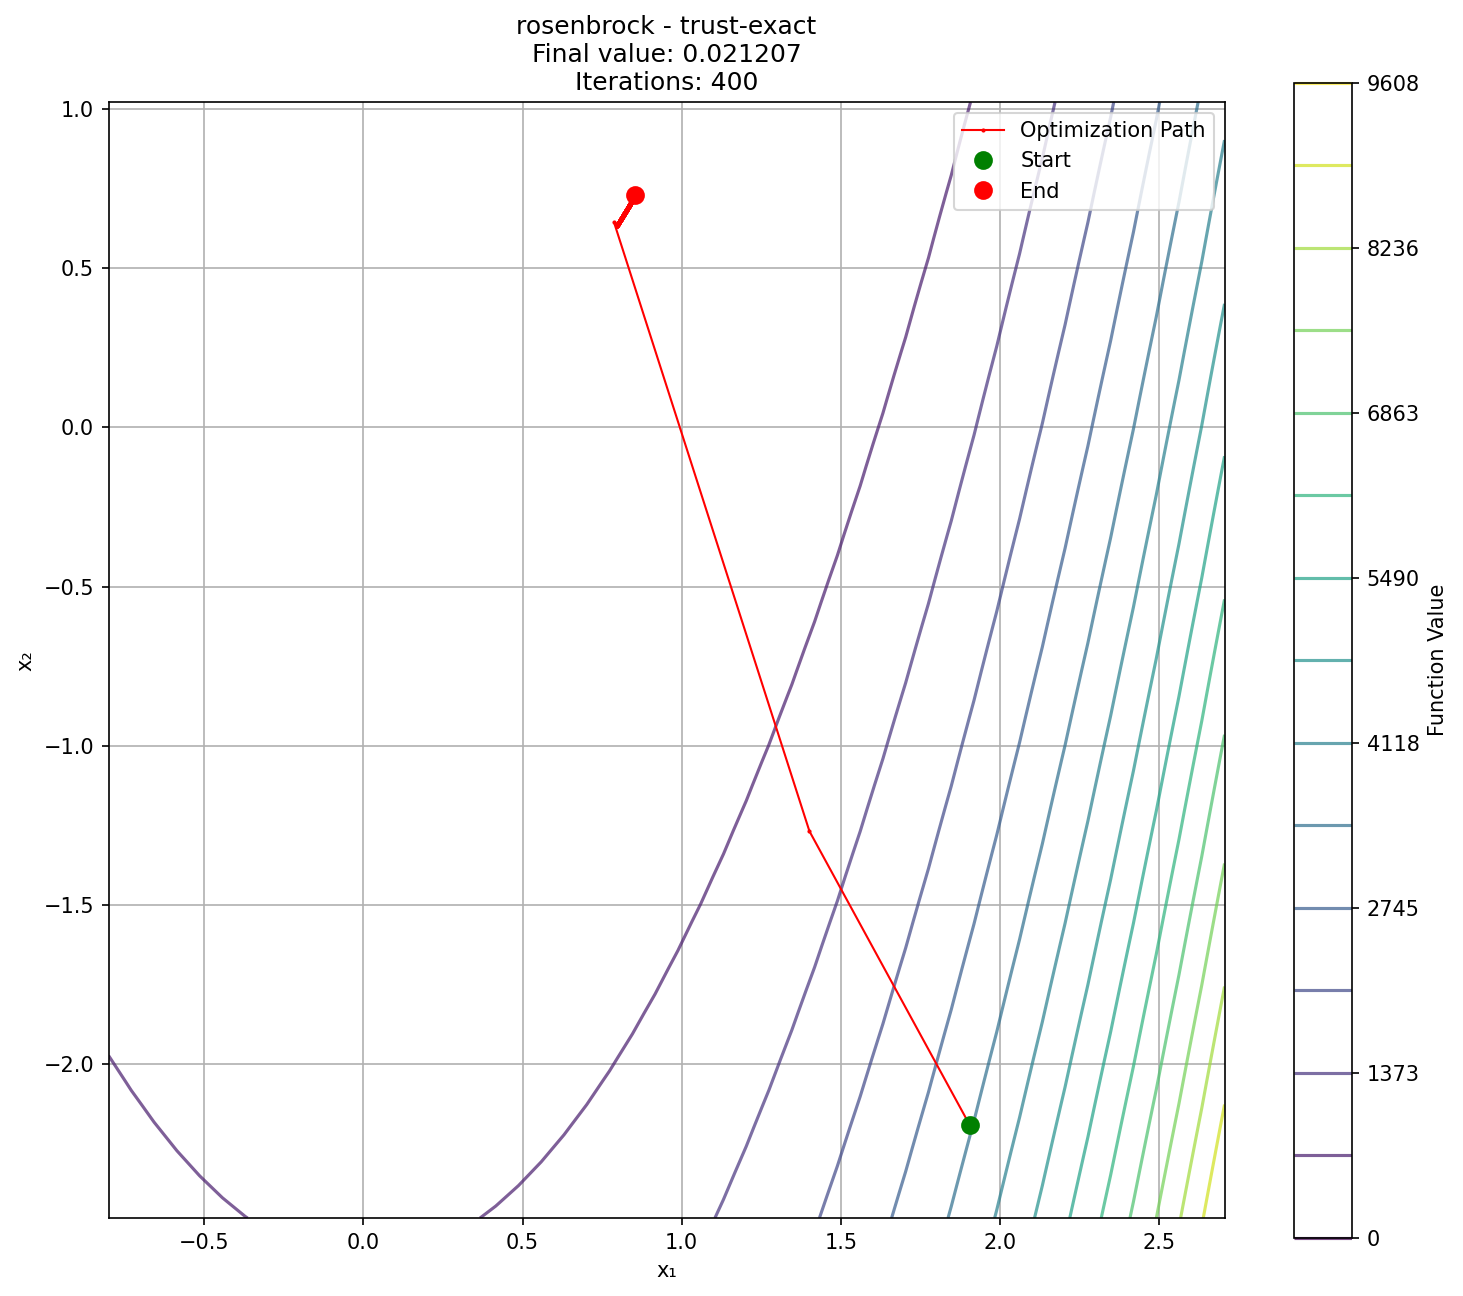 rosenbrock - trust-exact
Final value: 0.021207
Iterations: 400
Optimization Path
Start
End
1.0
0.5
0.0
−0.5
−1.0
−1.5
−2.0
x₂
−0.5
0.0
0.5
1.0
1.5
2.0
2.5
x₁
9608
8236
6863
5490
4118
2745
1373
0
Function Value